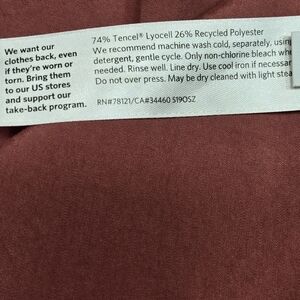 We want our
clothes back, even
if they're worn or
torn. Bring them
to our US stores
and support our
take-back program.
74% Tencel® Lyocell 26% Recycled Polyester
We recommend machine wash cold, separately, using
detergent, gentle cycle. Only non-chlorine bleach when
needed. Rinse well. Line dry. Use cool iron if necessar
Do not over press. May be dry cleaned with light stea
RN#78121/CA#34460 S19OSZ